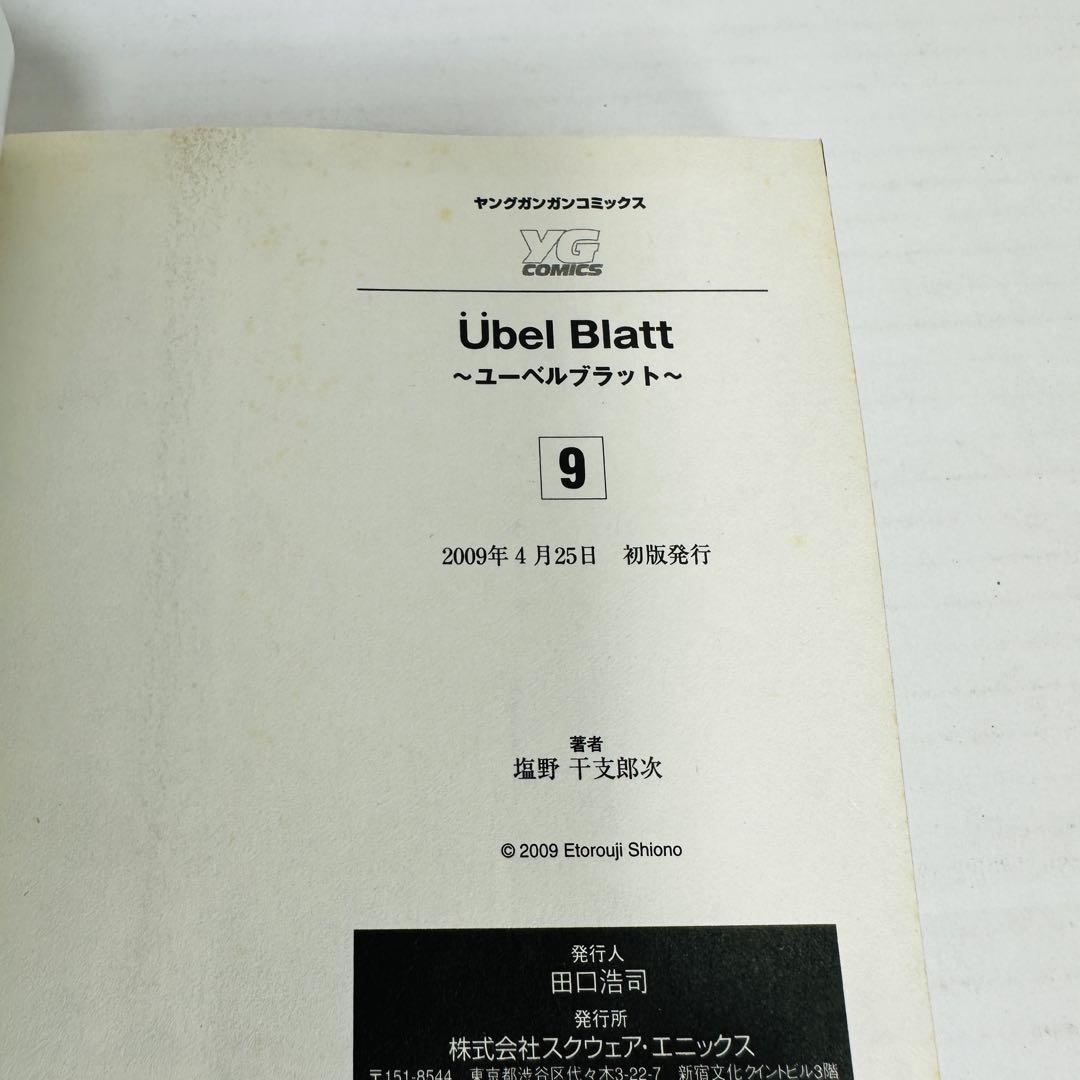 ヤングガンガンコミックス
YG
COMICS
Übel Blatt
～ユーベルブラット～
9
2009年4月25日 初版発行
著者
塩野 干支郎次
© 2009 Etorouji Shiono
発行人
田口浩司
発行所
株式会社スクウェア・エニックス
〒151-8544 東京都渋谷区代々木3-22-7 新宿文化クイントビル3階